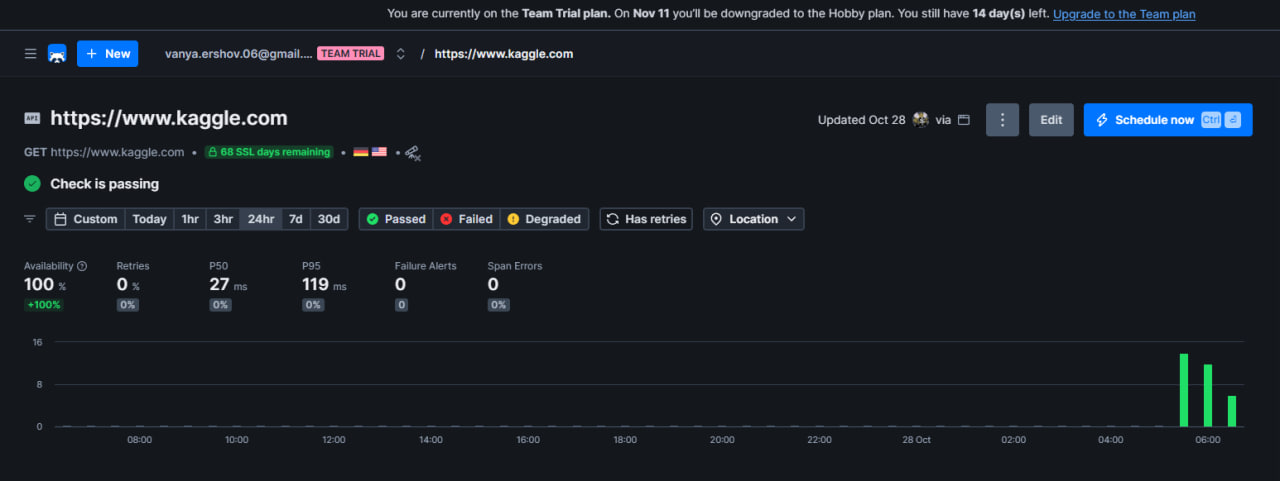 You are currently on the Team Trial plan. On Nov 11 you'll be downgraded to the Hobby plan. You still have 14 day(s) left. Upgrade to the Team plan
+ New vanya.ershov.06@gmail.... TEAM TRIAL / https://www.kaggle.com
API https://www.kaggle.com Updated Oct 28 via Edit Schedule now Ctrl ⏎
GET https://www.kaggle.com • 68 SSL days remaining • •
Check is passing
Custom Today 1hr 3hr 24hr 7d 30d Passed Failed Degraded Has retries Location
Availability Retries P50 P95 Failure Alerts Span Errors
100 % 0 % 27 ms 119 ms 0 0
+100% 0% 0% 0% 0 0%
16
8
0
08:00 10:00 12:00 14:00 16:00 18:00 20:00 22:00 28 Oct 02:00 04:00 06:00